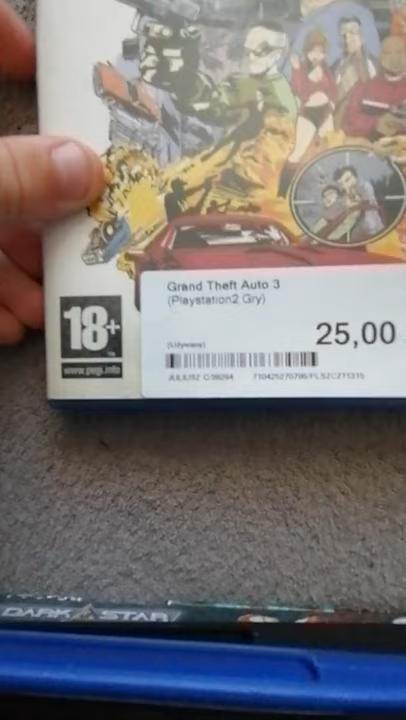 Grand Theft Auto 3
(Playstation2 Gry)
25,00
(Używany)
18+
www.pegi.info
DARK STAR